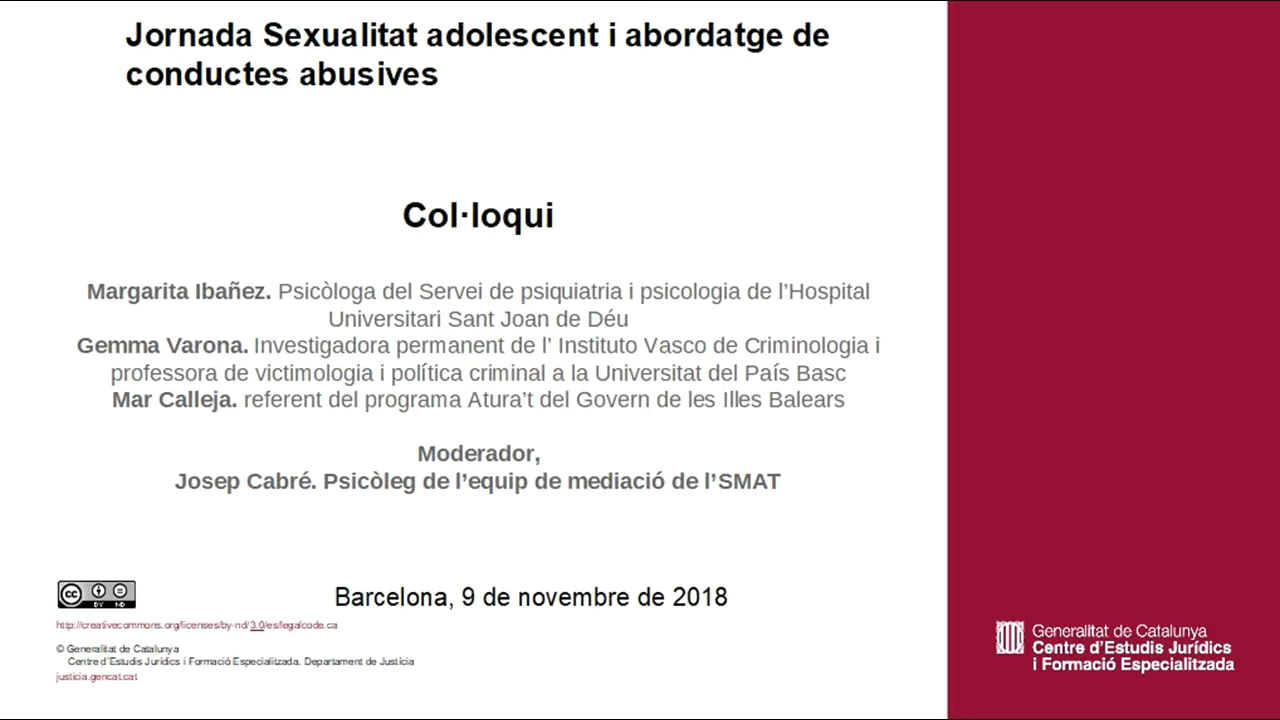 Jornada Sexualitat adolescent i abordatge de
conductes abusives
Col·loqui
Margarita Ibañez. Psicòloga del Servei de psiquiatria i psicologia de l’Hospital
Universitari Sant Joan de Déu
Gemma Varona. Investigadora permanent de l’ Instituto Vasco de Criminologia i
professora de victimologia i política criminal a la Universitat del País Basc
Mar Calleja. referent del programa Atura’t del Govern de les Illes Balears
Moderador,
Josep Cabré. Psicòleg de l’equip de mediació de l’SMAT
Barcelona, 9 de novembre de 2018
cc
BY ND
http://creativecommons.org/licenses/by-nd/3.0/es/legalcode.ca
© Generalitat de Catalunya
Centre d’Estudis Jurídics i Formació Especialitzada. Departament de Justícia
justicia.gencat.cat
Generalitat de Catalunya
Centre d’Estudis Jurídics
i Formació Especialitzada